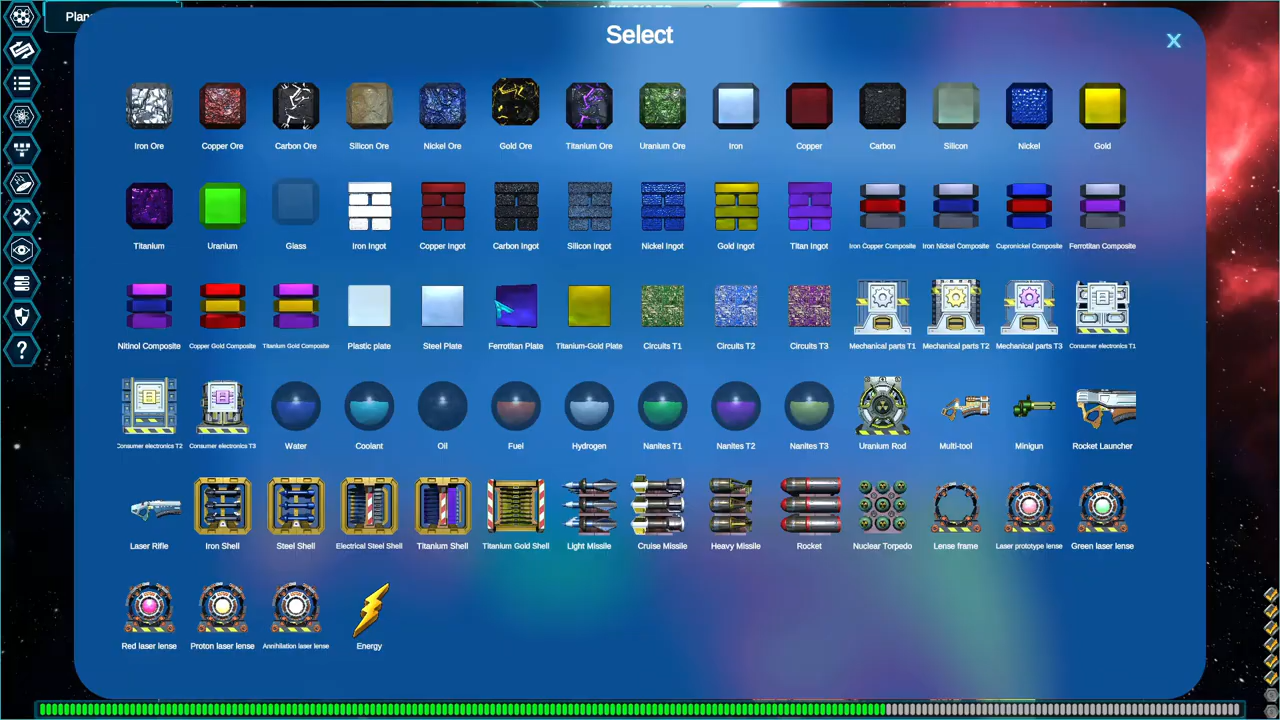 Plan
Select
X
Iron Ore
Copper Ore
Carbon Ore
Silicon Ore
Nickel Ore
Gold Ore
Titanium Ore
Uranium Ore
Iron
Copper
Carbon
Silicon
Nickel
Gold
Titanium
Uranium
Glass
Iron Ingot
Copper Ingot
Carbon Ingot
Silicon Ingot
Nickel Ingot
Gold Ingot
Titan Ingot
Iron Copper Composite
Iron Nickel Composite
Cupronickel Composite
Ferrotitan Composite
Nitinol Composite
Copper Gold Composite
Titanium Gold Composite
Plastic plate
Steel Plate
Ferrotitan Plate
Titanium-Gold Plate
Circuits T1
Circuits T2
Circuits T3
Mechanical parts T1
Mechanical parts T2
Mechanical parts T3
Consumer electronics T1
Consumer electronics T2
Consumer electronics T3
Water
Coolant
Oil
Fuel
Hydrogen
Nanites T1
Nanites T2
Nanites T3
Uranium Rod
Multi-tool
Minigun
Rocket Launcher
Laser Rifle
Iron Shell
Steel Shell
Electrical Steel Shell
Titanium Shell
Titanium Gold Shell
Light Missile
Cruise Missile
Heavy Missile
Rocket
Nuclear Torpedo
Lense frame
Laser prototype lense
Green laser lense
Red laser lense
Proton laser lense
Annihilation laser lense
Energy